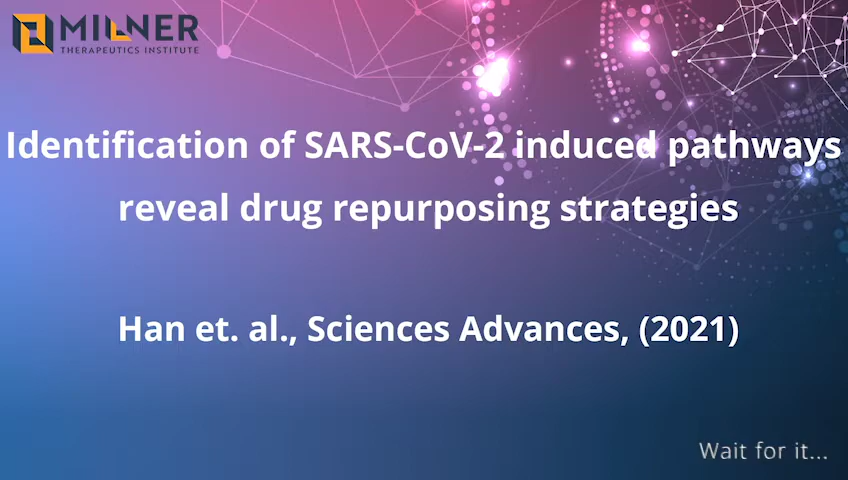 MILNER
THERAPEUTICS INSTITUTE
Identification of SARS-CoV-2 induced pathways
reveal drug repurposing strategies
Han et. al., Sciences Advances, (2021)
Wait for it...